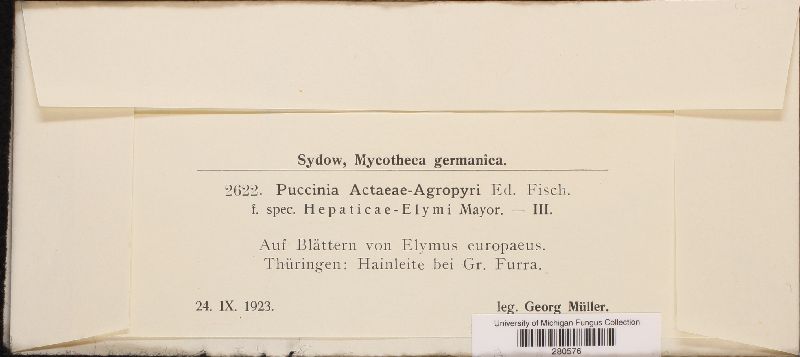 Sydow, Mycotheca germanica.
2622. Puccinia Actaeae-Agropyri Ed. Fisch.
f. spec. Hepaticae-Elymi Mayor. — III.
Auf Blättern von Elymus europaeus.
Thüringen: Hainleite bei Gr. Furra.
24. IX. 1923. leg. Georg Müller.
University of Michigan Fungus Collection
280576